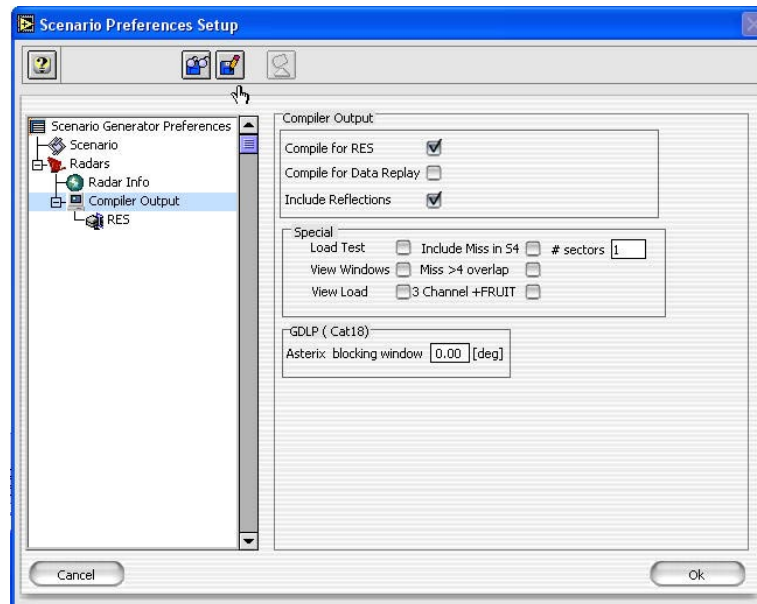 Scenario Preferences Setup
Scenario Generator Preferences
Scenario
Radars
Radar Info
Compiler Output
RES
Compiler Output
Compile for RES
Compile for Data Replay
Include Reflections
Special
Load Test Include Miss in S4 # sectors 1
View Windows Miss >4 overlap
View Load 3 Channel +FRUIT
GDLP ( Cat18)
Asterix blocking window 0.00 [deg]
Cancel Ok